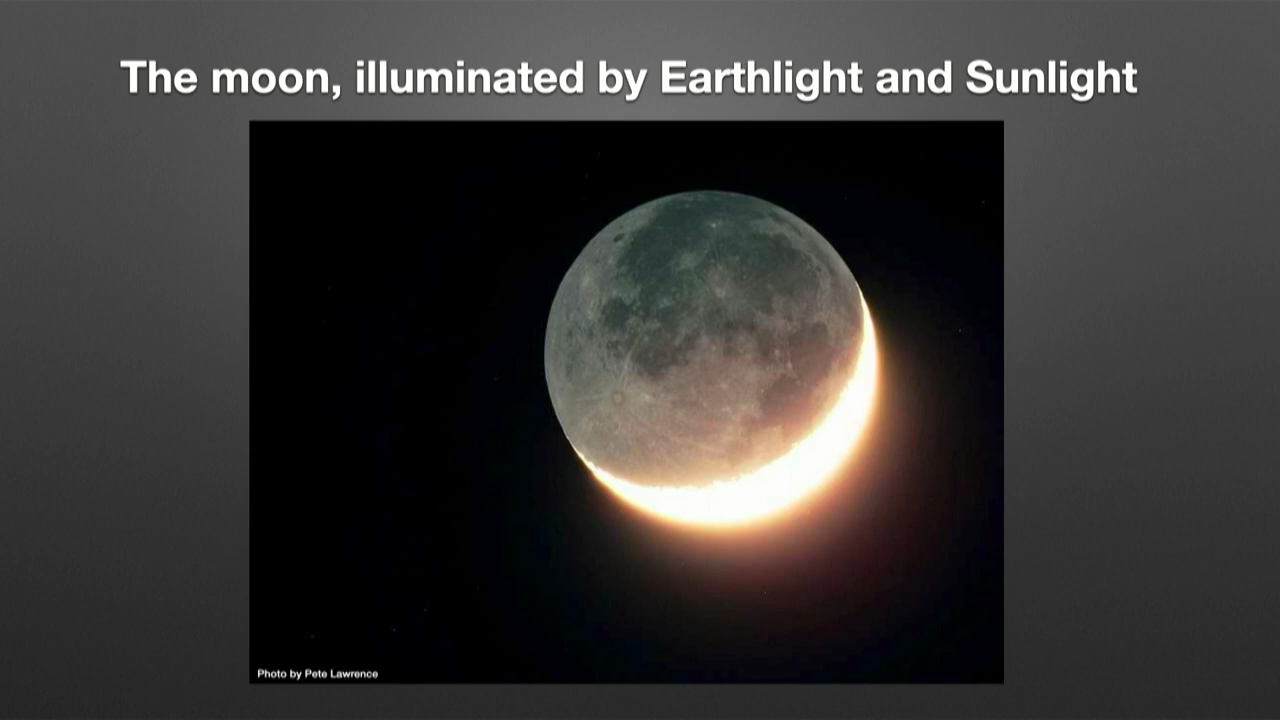 The moon, illuminated by Earthlight and Sunlight
Photo by Pete Lawrence